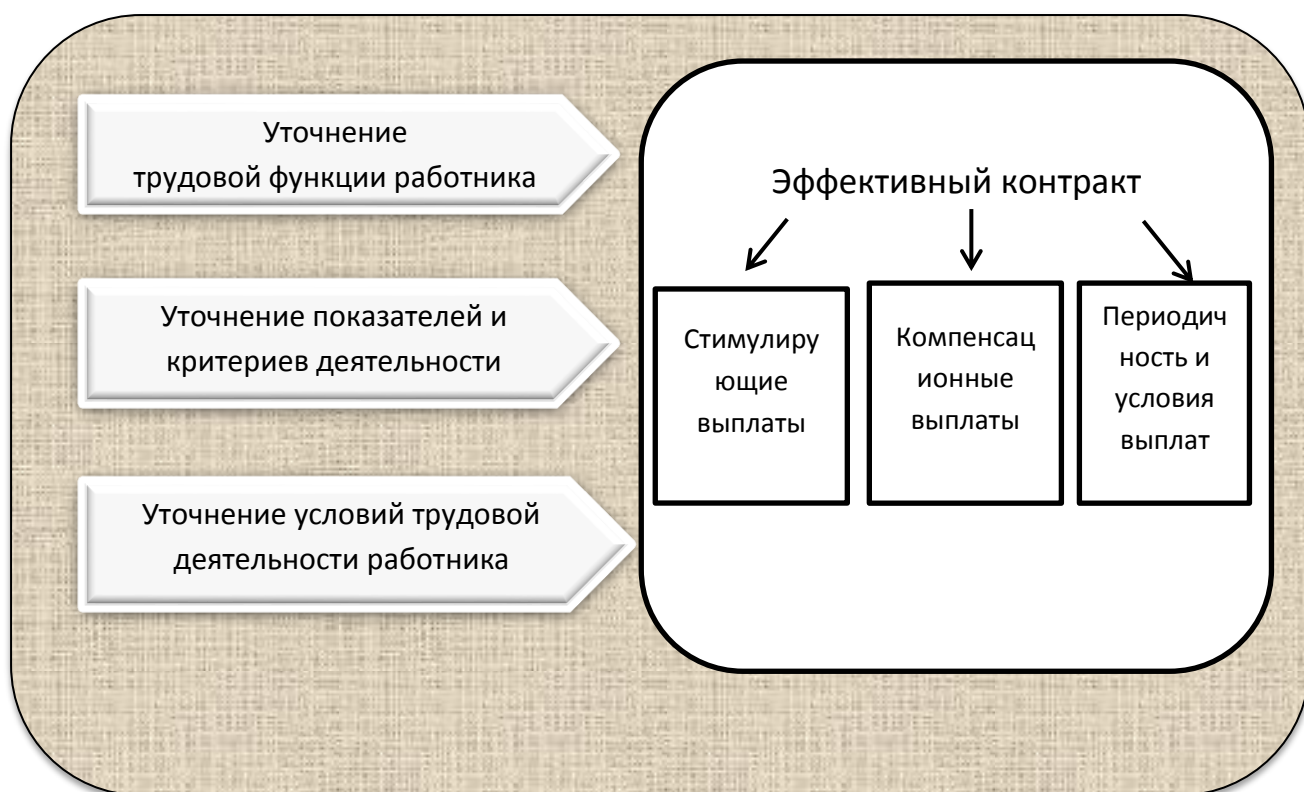 Уточнение
трудовой функции работника
Уточнение показателей и
критериев деятельности
Уточнение условий трудовой
деятельности работника
Эффективный контракт
Стимулиру
ющие
выплаты
Компенсац
ионные
выплаты
Периодич
ность и
условия
выплат